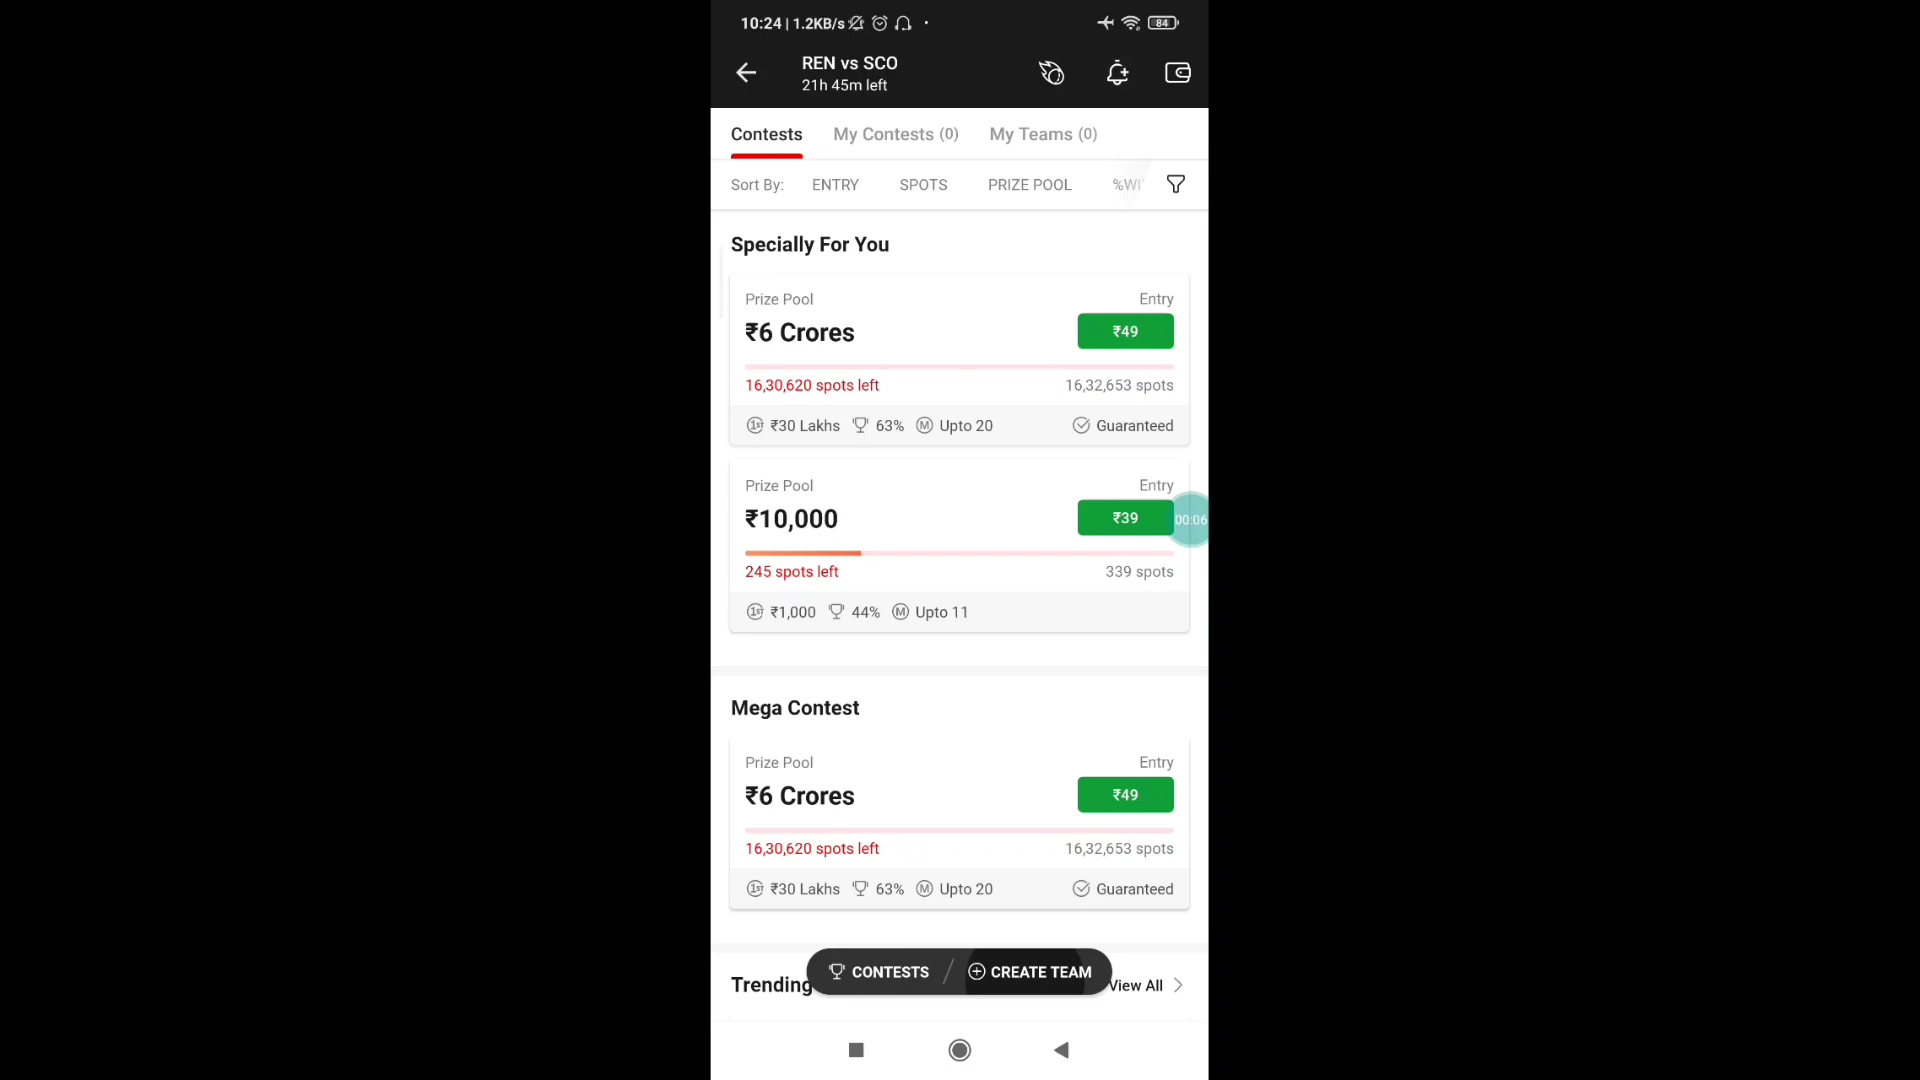 10:24 | 1.2KB/s 84
REN vs SCO
21h 45m left
Contests My Contests (0) My Teams (0)
Sort By: ENTRY SPOTS PRIZE POOL %WI
Specially For You
Prize Pool Entry
₹6 Crores ₹49
16,30,620 spots left 16,32,653 spots
1ST ₹30 Lakhs 63% M Upto 20 Guaranteed
Prize Pool Entry
₹10,000 ₹39 00:06
245 spots left 339 spots
1ST ₹1,000 44% M Upto 11
Mega Contest
Prize Pool Entry
₹6 Crores ₹49
16,30,620 spots left 16,32,653 spots
1ST ₹30 Lakhs 63% M Upto 20 Guaranteed
Trending View All
CONTESTS / CREATE TEAM